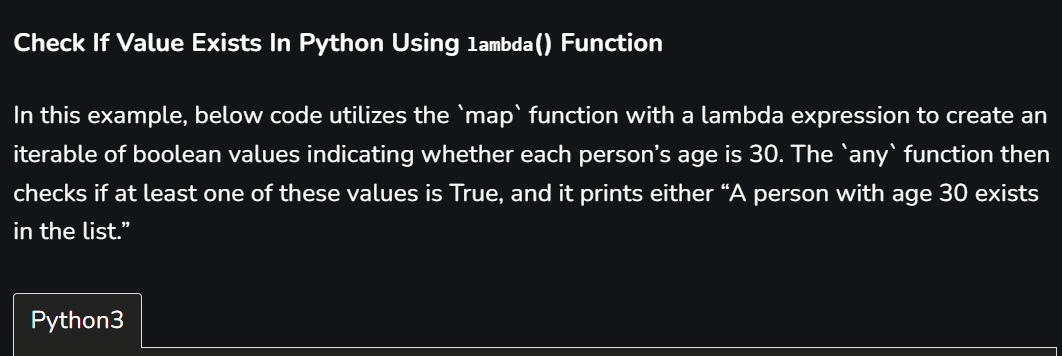 Check If Value Exists In Python Using lambda() Function
In this example, below code utilizes the `map` function with a lambda expression to create an
iterable of boolean values indicating whether each person’s age is 30. The `any` function then
checks if at least one of these values is True, and it prints either “A person with age 30 exists
in the list.”
Python3